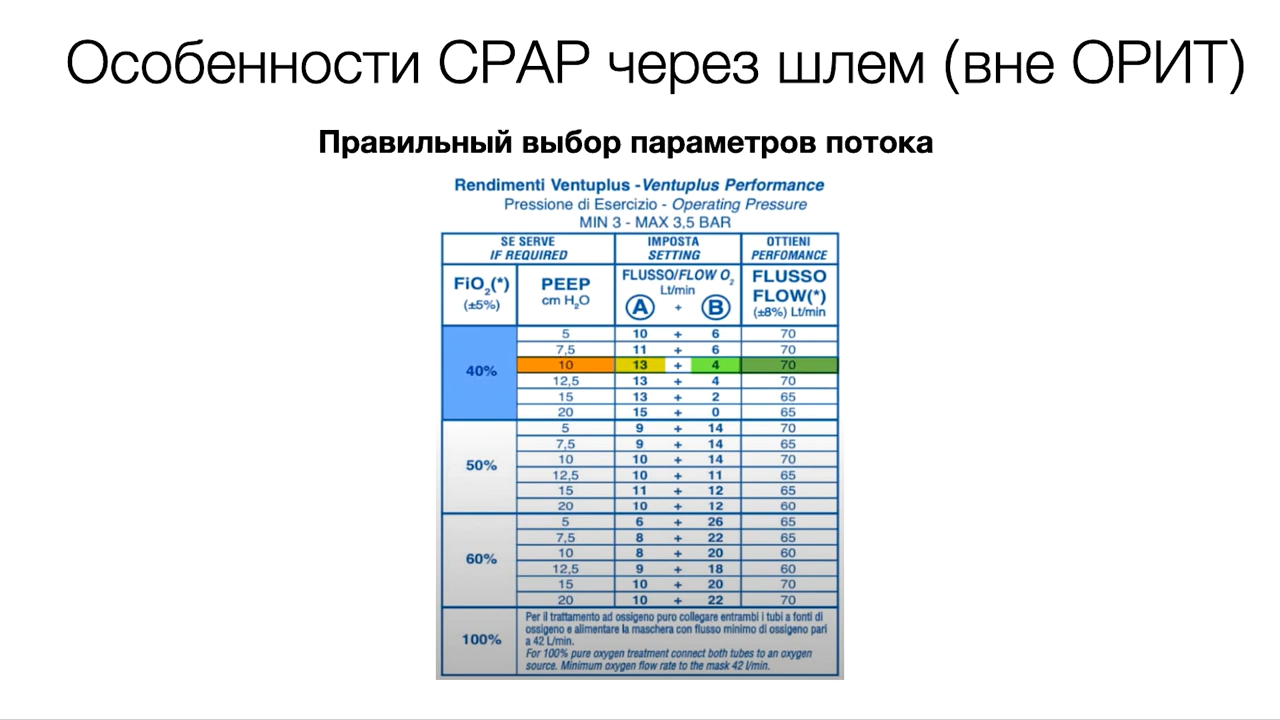 Особенности CPAP через шлем (вне ОРИТ)
Правильный выбор параметров потока
Rendimenti Ventuplus -Ventuplus Performance
Pressione di Esercizio - Operating Pressure
MIN 3 - MAX 3,5 BAR
SE SERVE IMPOSTA OTTIENI
IF REQUIRED SETTING PERFOMANCE
FiO2(*) PEEP FLUSSO/FLOW O2 FLUSSO
(±5%) cm H2O Lt/min FLOW(*)
A + B (±8%) Lt/min
5 10 + 6 70
7,5 11 + 6 70
40% 10 13 + 4 70
12,5 13 + 4 70
15 13 + 2 65
20 15 + 0 65
5 9 + 14 70
7,5 9 + 14 65
50% 10 10 + 14 70
12,5 10 + 11 65
15 11 + 12 65
20 10 + 12 60
5 6 + 26 65
7,5 8 + 22 65
60% 10 8 + 20 60
12,5 9 + 18 60
15 10 + 20 70
20 10 + 22 70
100% Per il trattamento ad ossigeno puro collegare entrambi i tubi a fonti di
ossigeno e alimentare la maschera con flusso minimo di ossigeno pari
a 42 L/min.
For 100% pure oxygen treatment connect both tubes to an oxygen
source. Minimum oxygen flow rate to the mask 42 l/min.